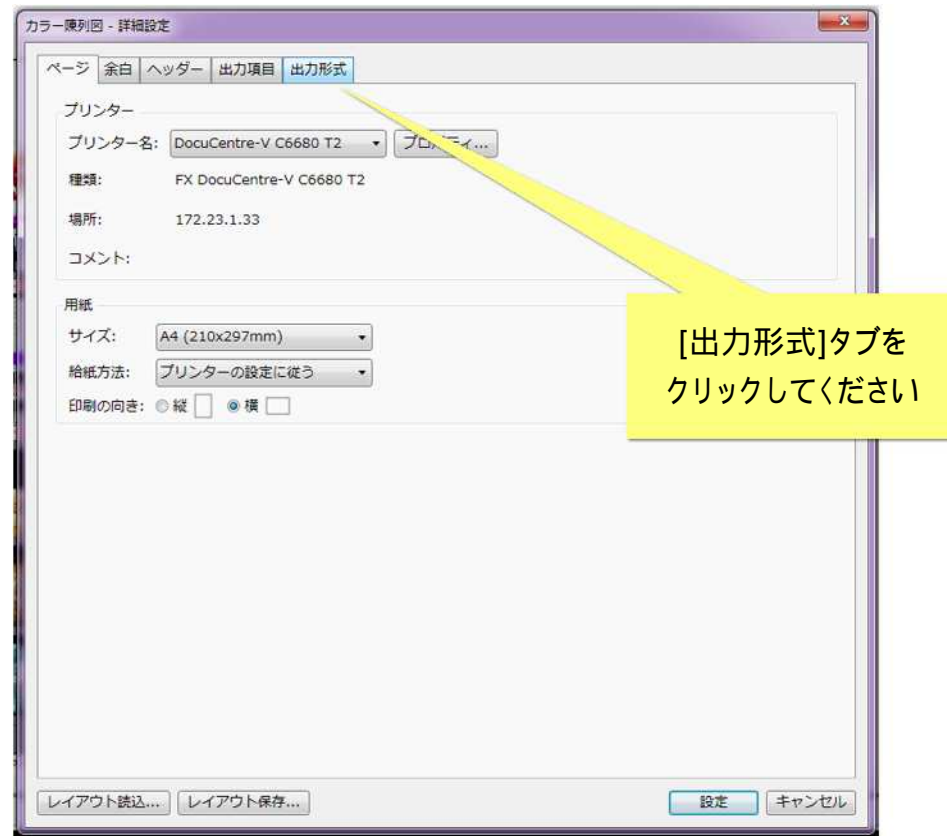 カラー陳列図 - 詳細設定
ページ 余白 ヘッダー 出力項目 出力形式
プリンター
プリンター名: DocuCentre-V C6680 T2 プロパティ...
種類: FX DocuCentre-V C6680 T2
場所: 172.23.1.33
コメント:
用紙
サイズ: A4 (210x297mm)
給紙方法: プリンターの設定に従う
印刷の向き: 縦 横
[出力形式]タブを
クリックしてください
レイアウト読込... レイアウト保存... 設定 キャンセル